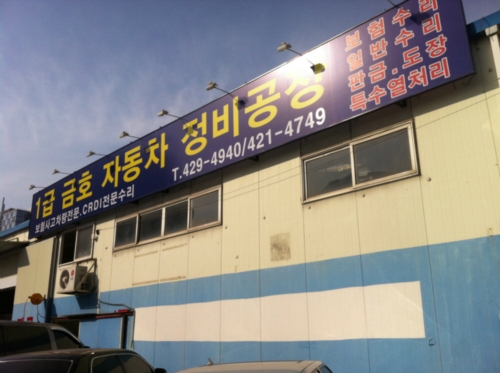 1급 금호 자동차 정비공장
보험사고차량전문.CRDI전문수리
T.429-4940/421-4749
보험수리
일반수리
판금·도장
특수열처리